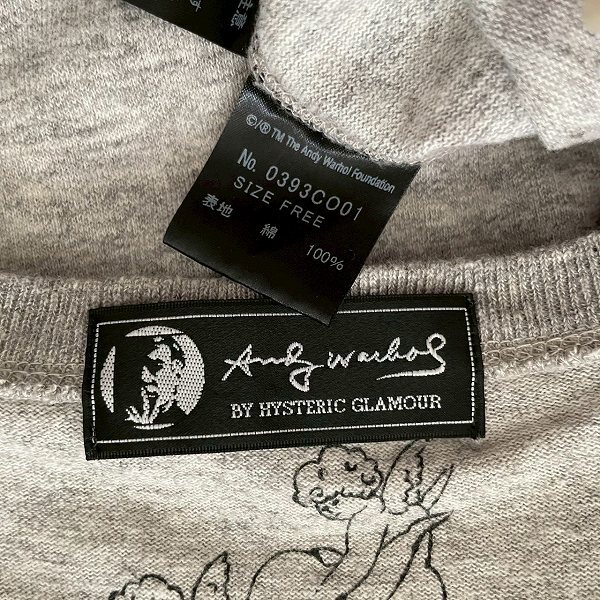 ©/® TM The Andy Warhol Foundation
No. 0393CO01
SIZE FREE
表地 綿 100%
Andy Warhol
BY HYSTERIC GLAMOUR